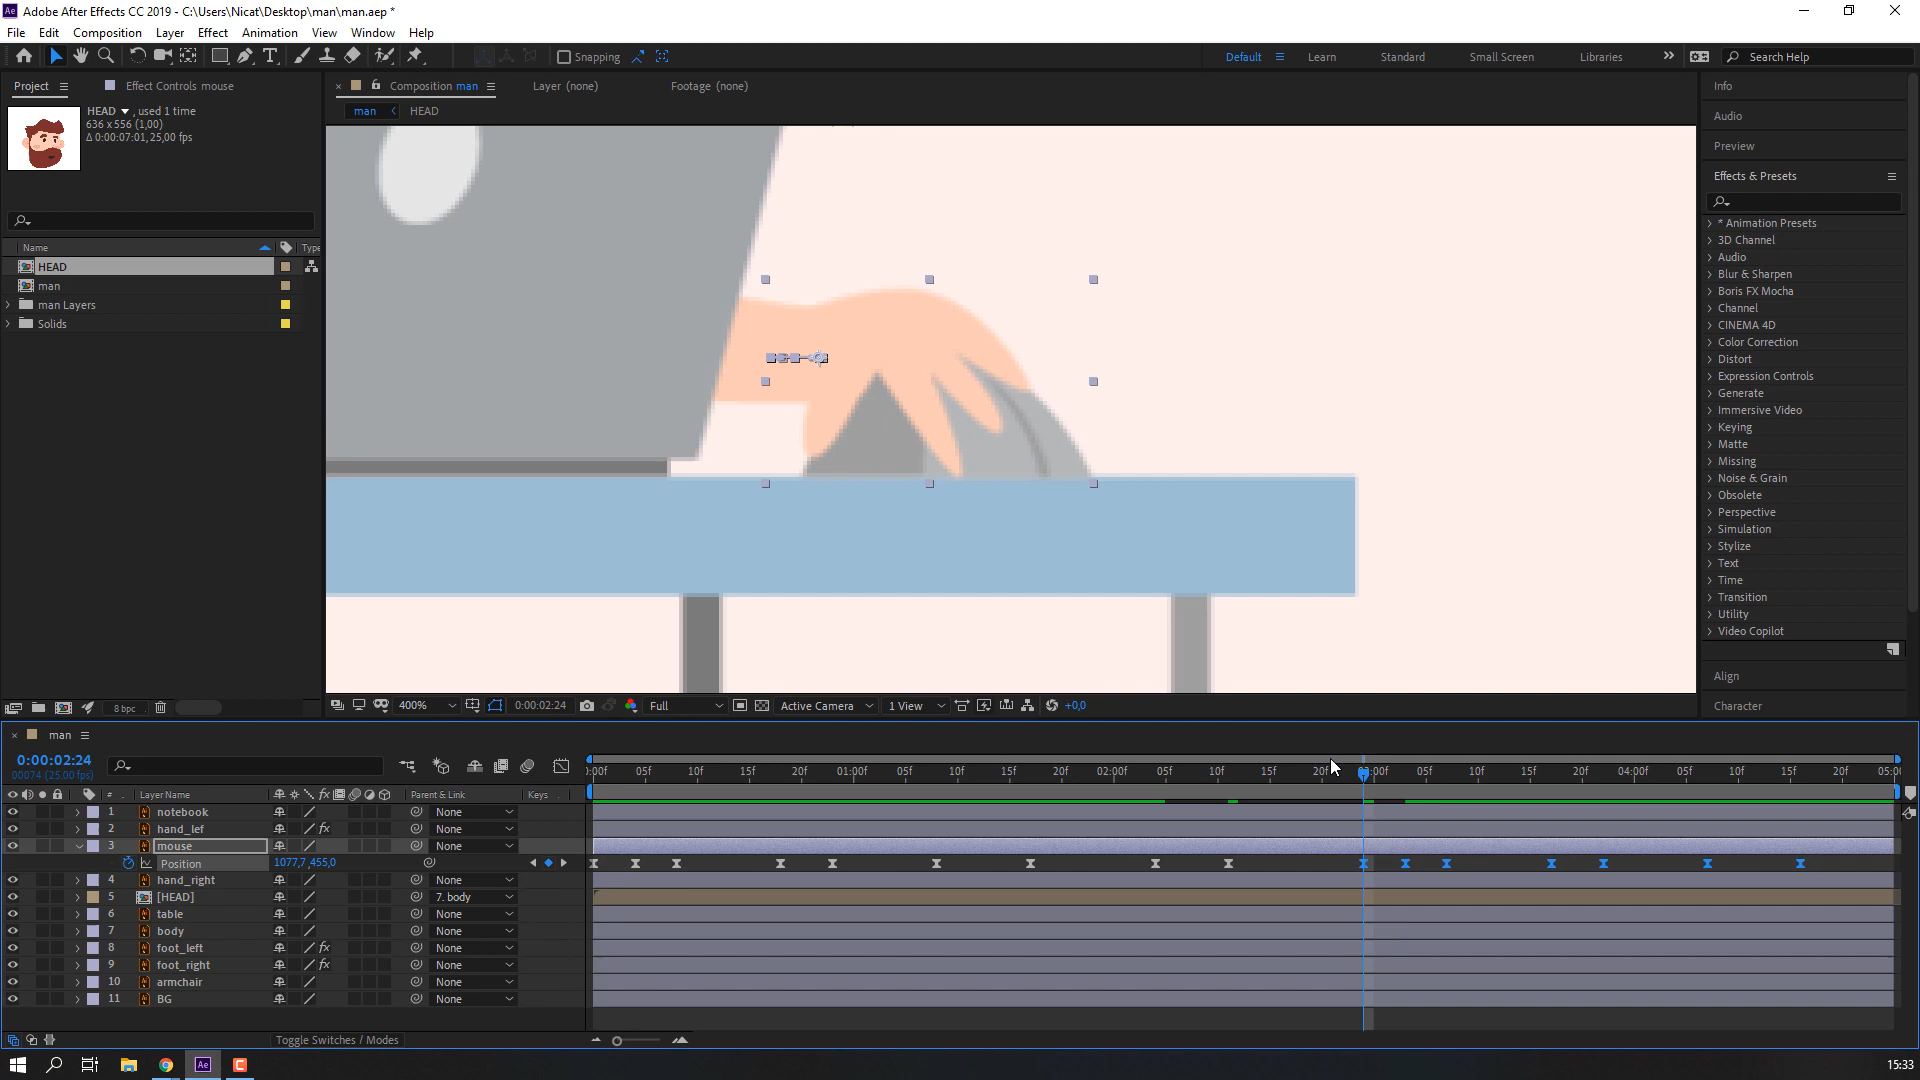 Adobe After Effects CC 2019 - C:\Users\Nicat\Desktop\man\man.aep *
File Edit Composition Layer Effect Animation View Window Help
Snapping Default Learn Standard Small Screen Libraries Search Help
Project Effect Controls mouse Composition man Layer (none) Footage (none)
man HEAD
HEAD , used 1 time
636 x 556 (1,00)
Δ 0:00:07:01, 25,00 fps
Name Type
HEAD
man
man Layers
Solids
8 bpc
Info
Audio
Preview
Effects & Presets
* Animation Presets
3D Channel
Audio
Blur & Sharpen
Boris FX Mocha
Channel
CINEMA 4D
Color Correction
Distort
Expression Controls
Generate
Immersive Video
Keying
Matte
Missing
Noise & Grain
Obsolete
Perspective
Simulation
Stylize
Text
Time
Transition
Utility
Video Copilot
Align
Character
400% 0:00:02:24 Full Active Camera 1 View +0,0
man
0:00:02:24
00074 (25.00 fps)
:00f 05f 10f 15f 20f 01:00f 05f 10f 15f 20f 02:00f 05f 10f 15f 20f 03:00f 05f 10f 15f 20f 04:00f 05f 10f 15f 20f 05:00
# Layer Name Parent & Link Keys
1 notebook None
2 hand_lef fx None
3 mouse None
Position 1077,7,455,0
4 hand_right None
5 [HEAD] 7. body
6 table None
7 body None
8 foot_left fx None
9 foot_right fx None
10 armchair None
11 BG None
Toggle Switches / Modes
15:33